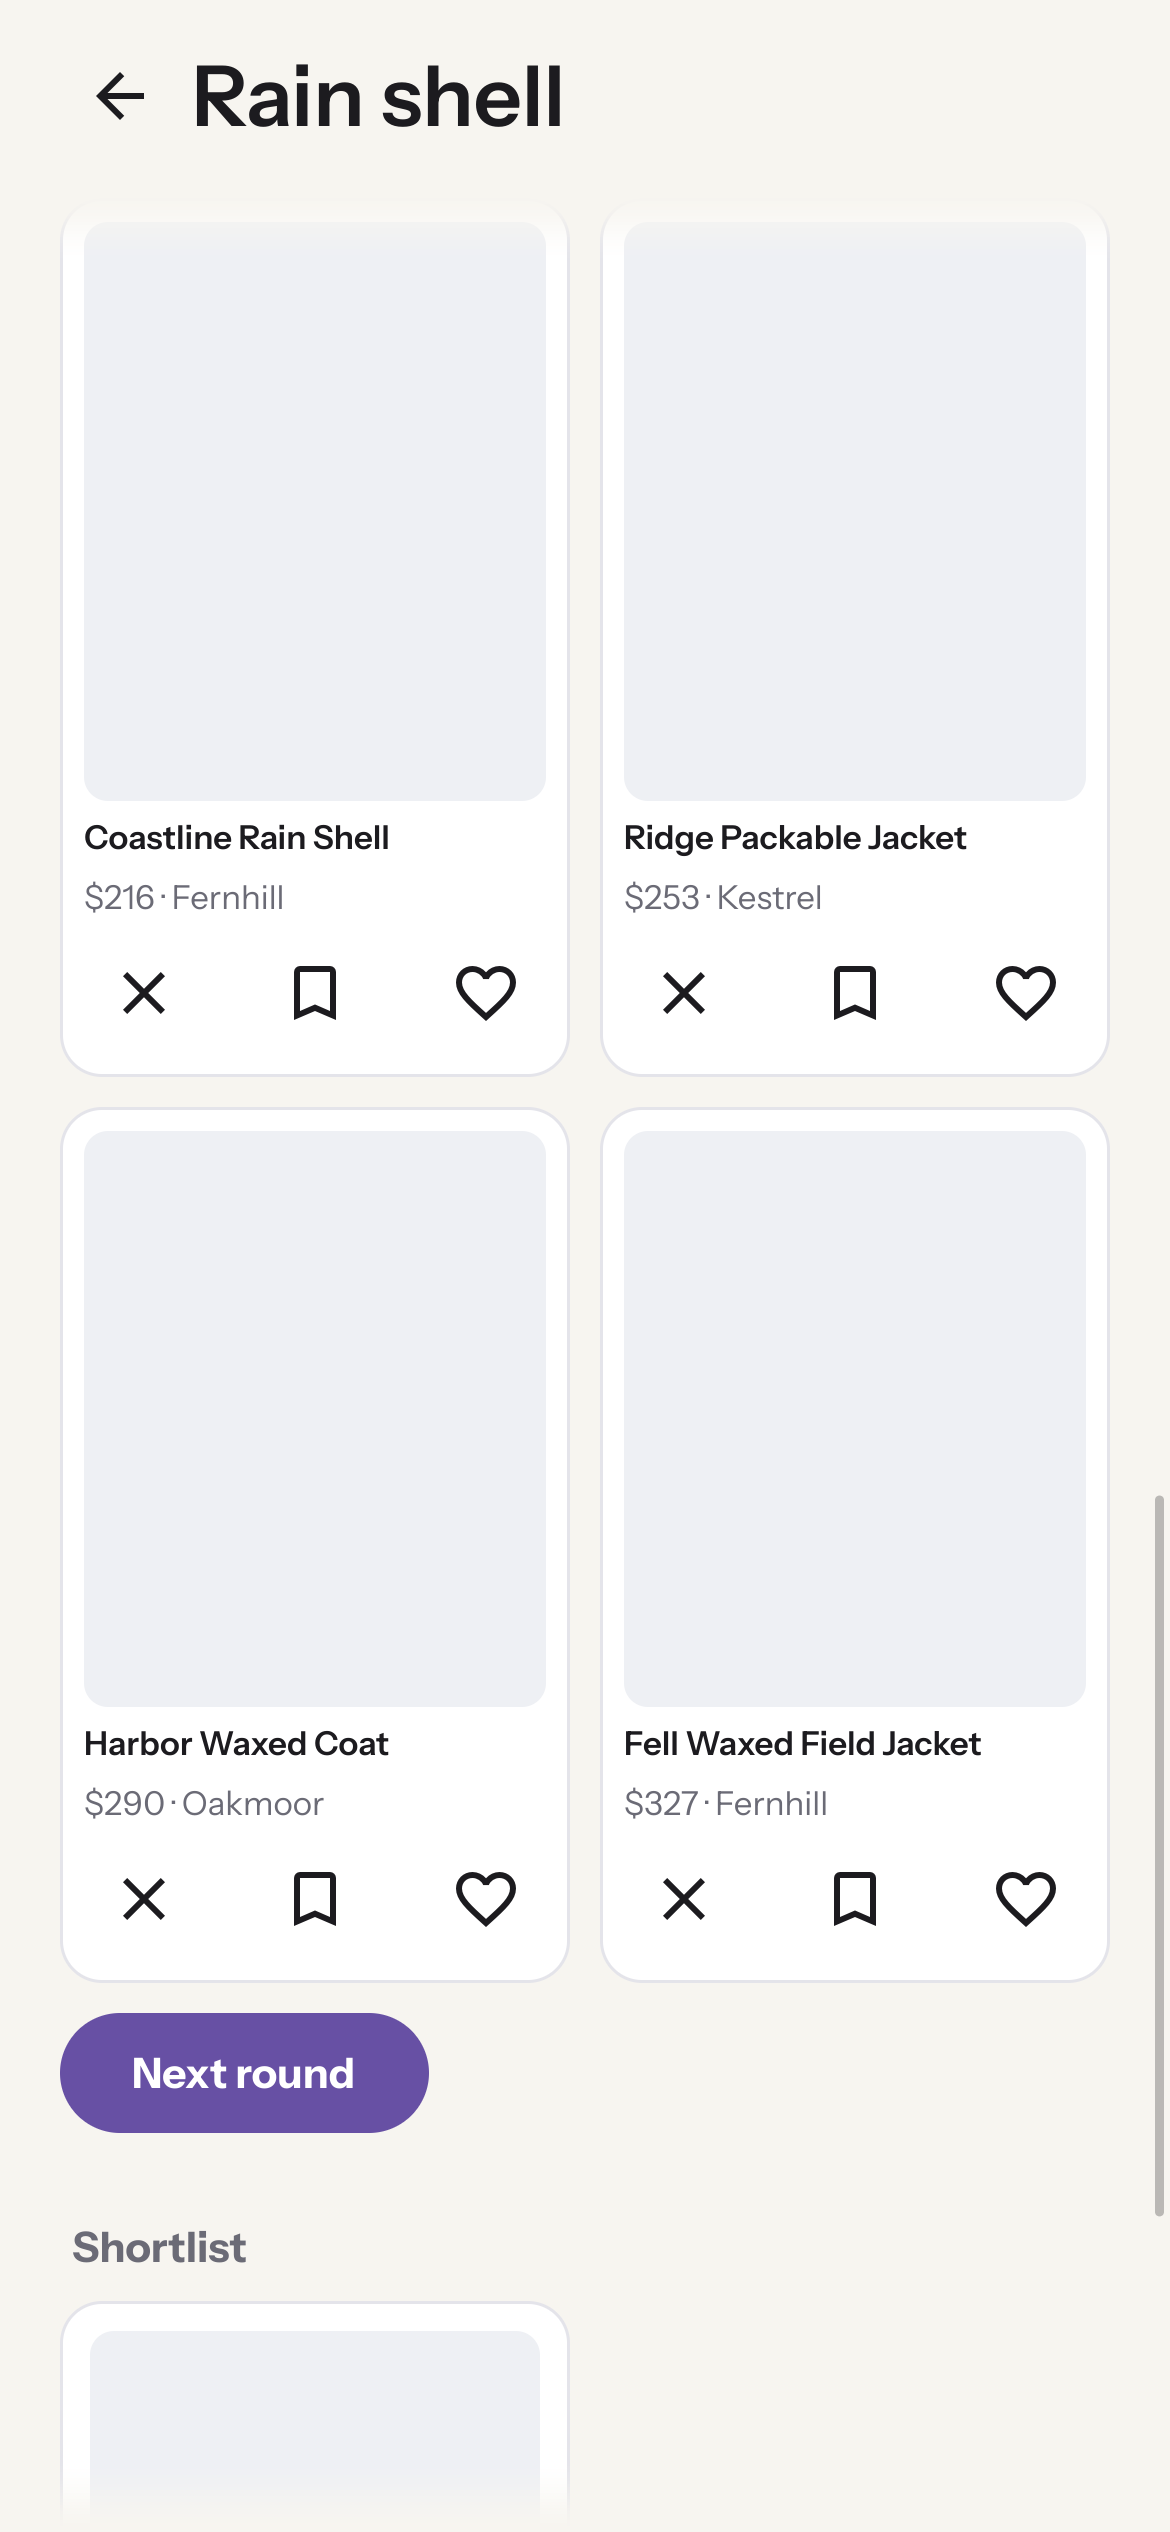 Rain shell
Coastline Rain Shell
$216 · Fernhill
Ridge Packable Jacket
$253 · Kestrel
Harbor Waxed Coat
$290 · Oakmoor
Fell Waxed Field Jacket
$327 · Fernhill
Next round
Shortlist